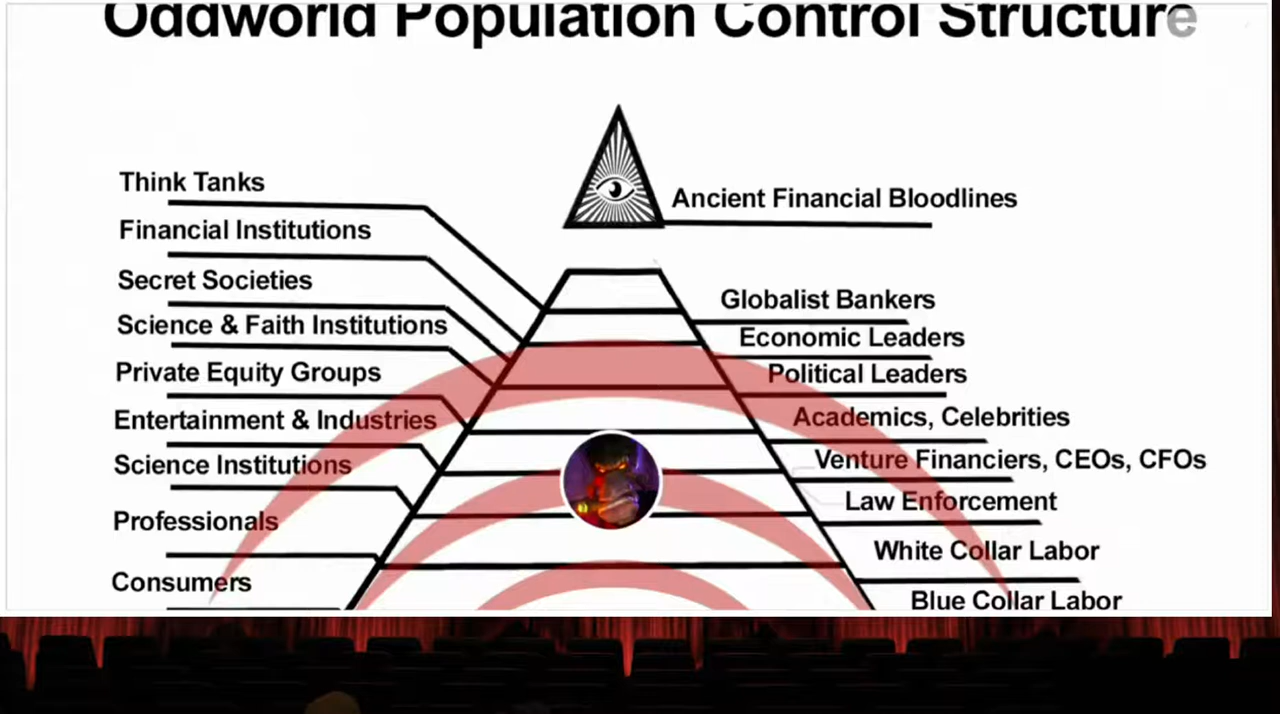 Oddworld Population Control Structure
Think Tanks
Ancient Financial Bloodlines
Financial Institutions
Secret Societies
Globalist Bankers
Science & Faith Institutions
Economic Leaders
Private Equity Groups
Political Leaders
Entertainment & Industries
Academics, Celebrities
Science Institutions
Venture Financiers, CEOs, CFOs
Law Enforcement
Professionals
White Collar Labor
Consumers
Blue Collar Labor